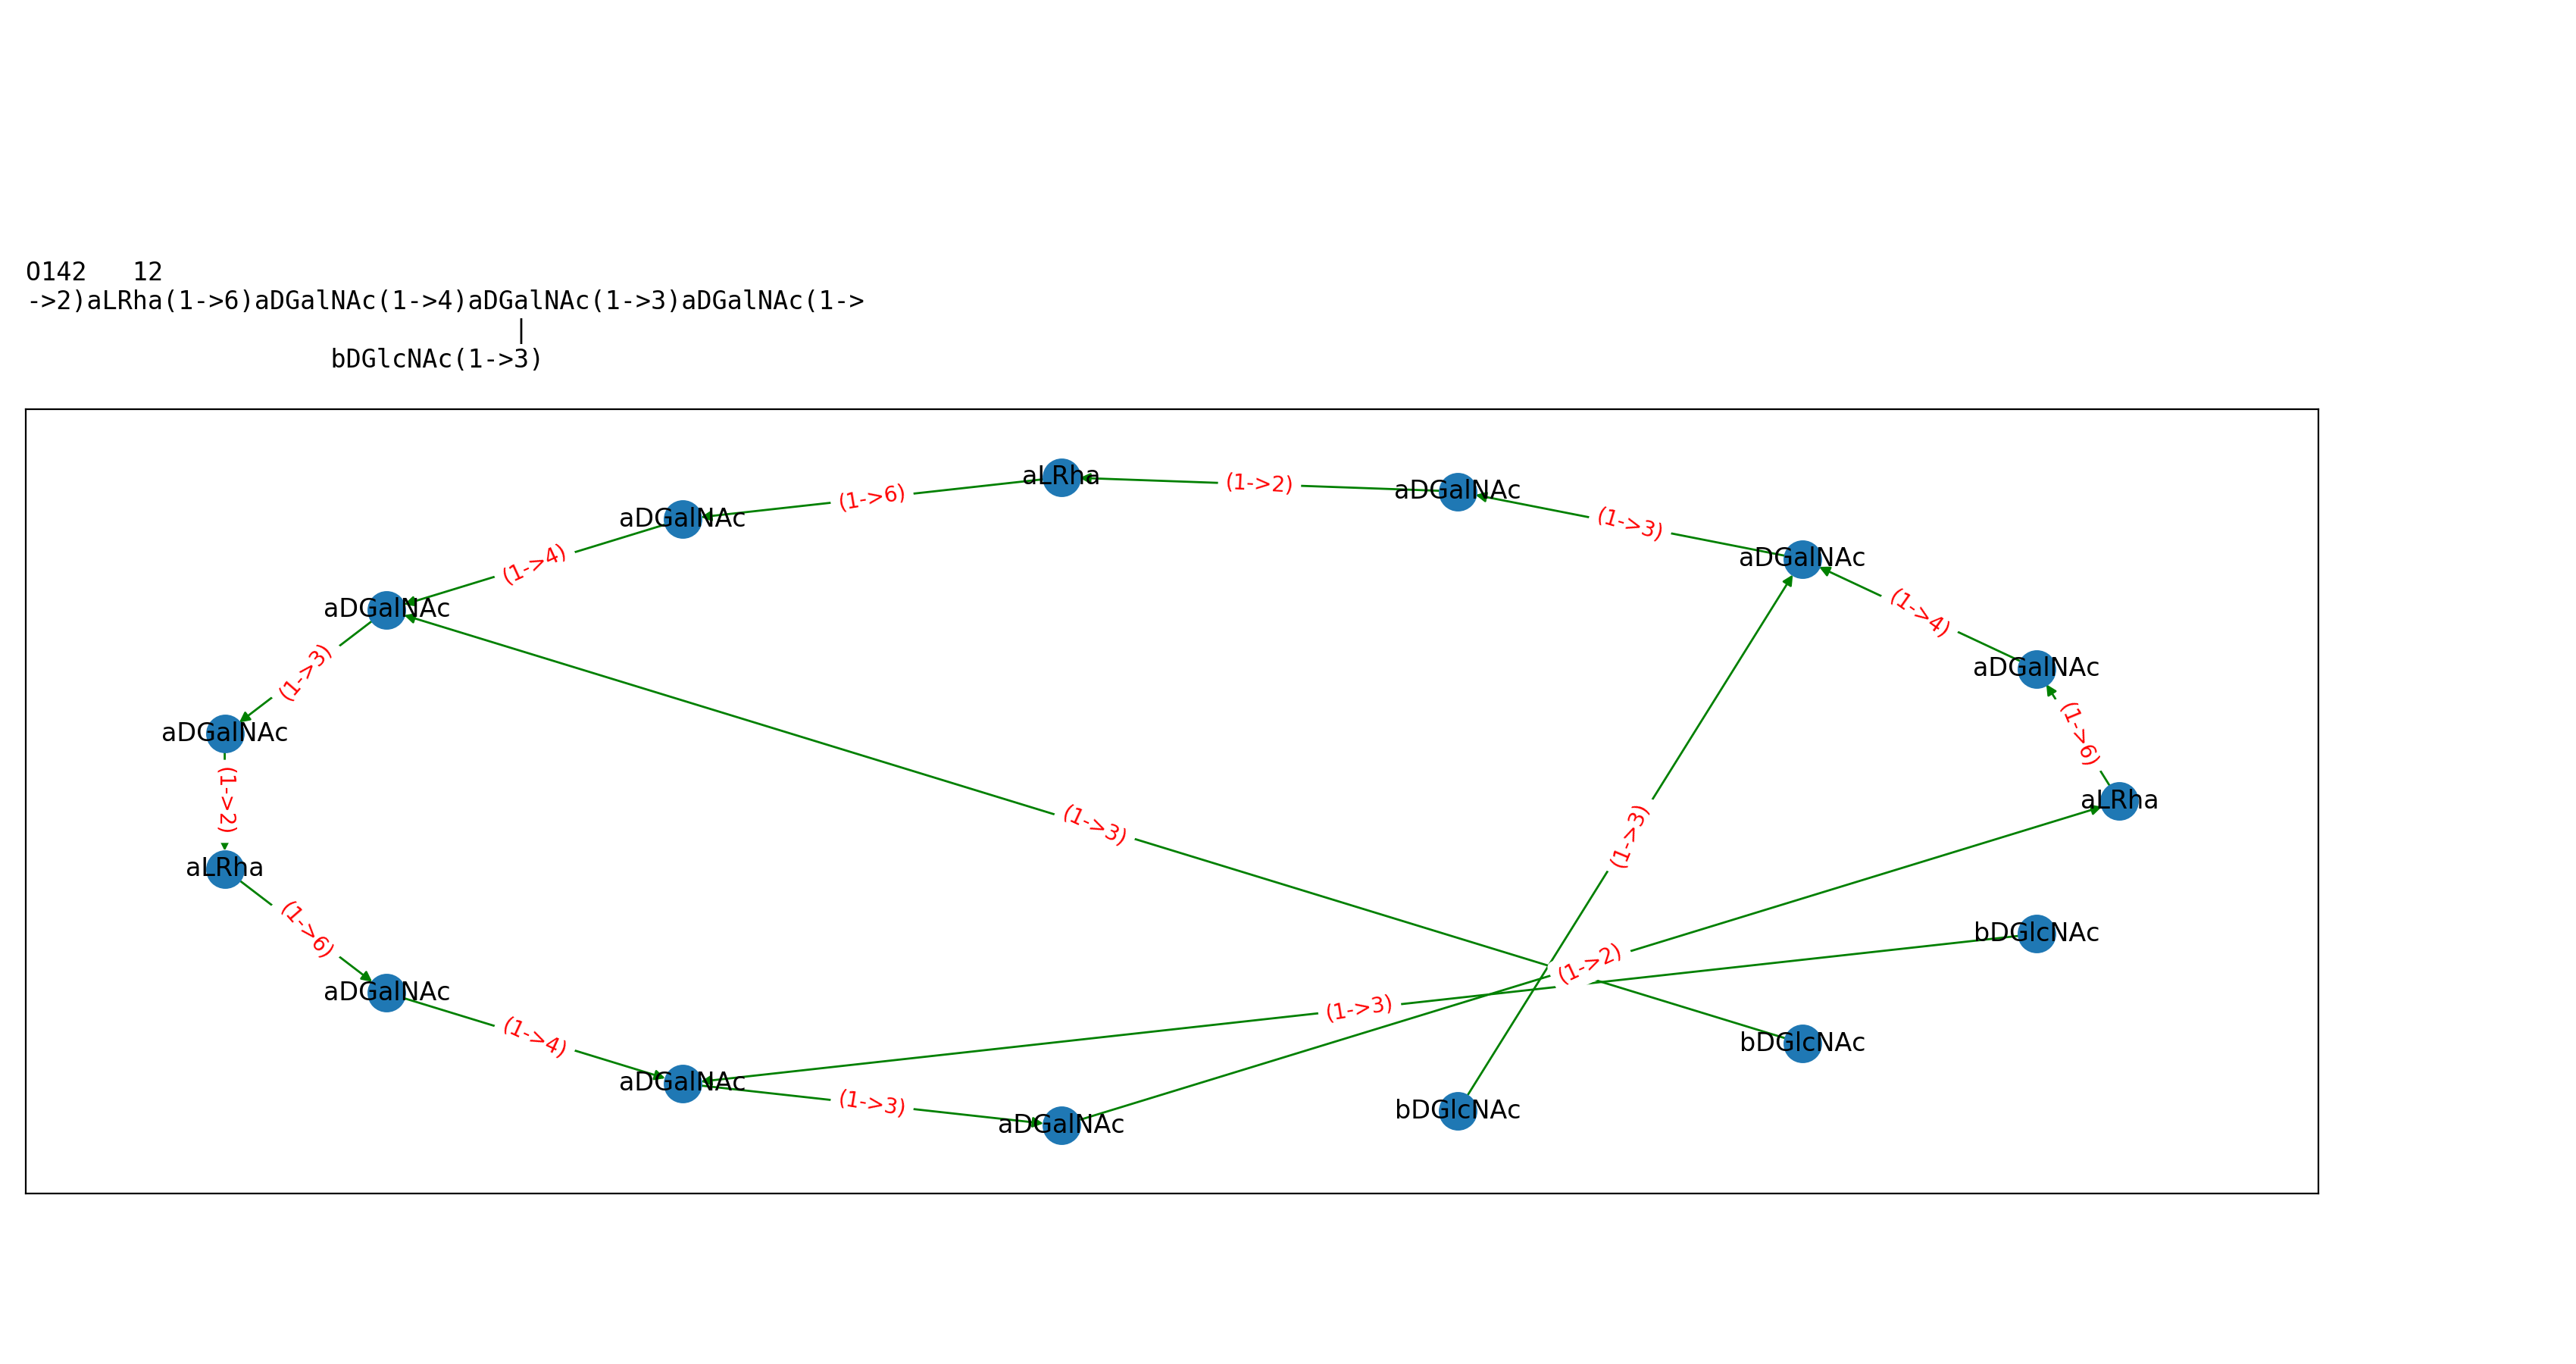 O142   12
->2)aLRha(1->6)aDGalNAc(1->4)aDGalNAc(1->3)aDGalNAc(1->
|
bDGlcNAc(1->3)
aLRha
(1->2)
aDGalNAc
(1->6)
aDGalNAc
(1->3)
aDGalNAc
(1->4)
aDGalNAc
(1->4)
aDGalNAc
(1->3)
aDGalNAc
(1->6)
aDGalNAc
(1->2)
(1->3)
(1->3)
aLRha
aLRha
(1->6)
bDGlcNAc
(1->2)
aDGalNAc
(1->3)
(1->4)
bDGlcNAc
aDGalNAc
(1->3)
bDGlcNAc
aDGalNAc